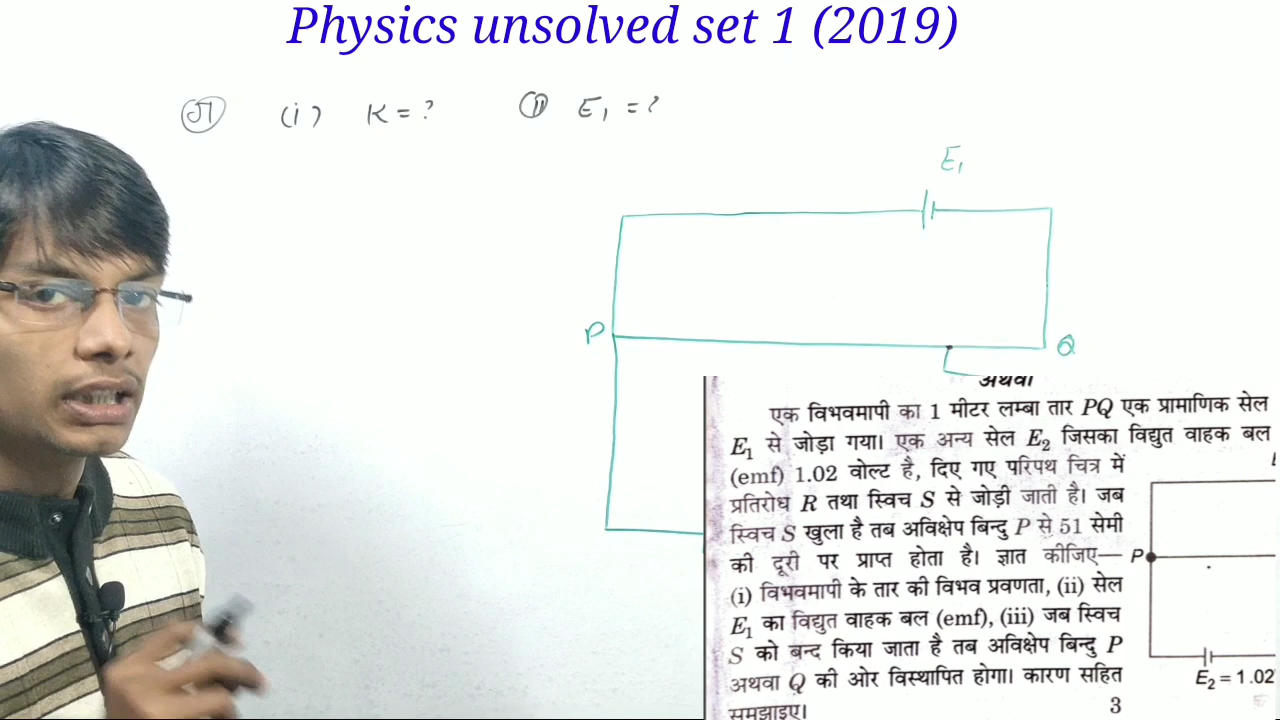 Physics unsolved set 1 (2019)
(i) K = ? (ii) E₁ = ?
E₁
P
Q
अथवा
एक विभवमापी का 1 मीटर लम्बा तार PQ एक प्रामाणिक सेल
E₁ से जोड़ा गया। एक अन्य सेल E₂ जिसका विद्युत वाहक बल
(emf) 1.02 वोल्ट है, दिए गए परिपथ चित्र में
प्रतिरोध R तथा स्विच S से जोड़ी जाती है। जब
स्विच S खुला है तब अविक्षेप बिन्दु P से 51 सेमी
की दूरी पर प्राप्त होता है। ज्ञात कीजिए—
(i) विभवमापी के तार की विभव प्रवणता, (ii) सेल
E₁ का विद्युत वाहक बल (emf), (iii) जब स्विच
S को बन्द किया जाता है तब अविक्षेप बिन्दु P
अथवा Q की ओर विस्थापित होगा। कारण सहित
समझाइए। 3
P
E₂ = 1.02